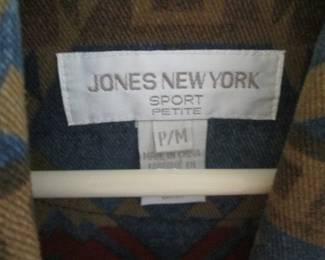 JONES NEW YORK
SPORT
PETITE
P/M
MADE IN CHINA